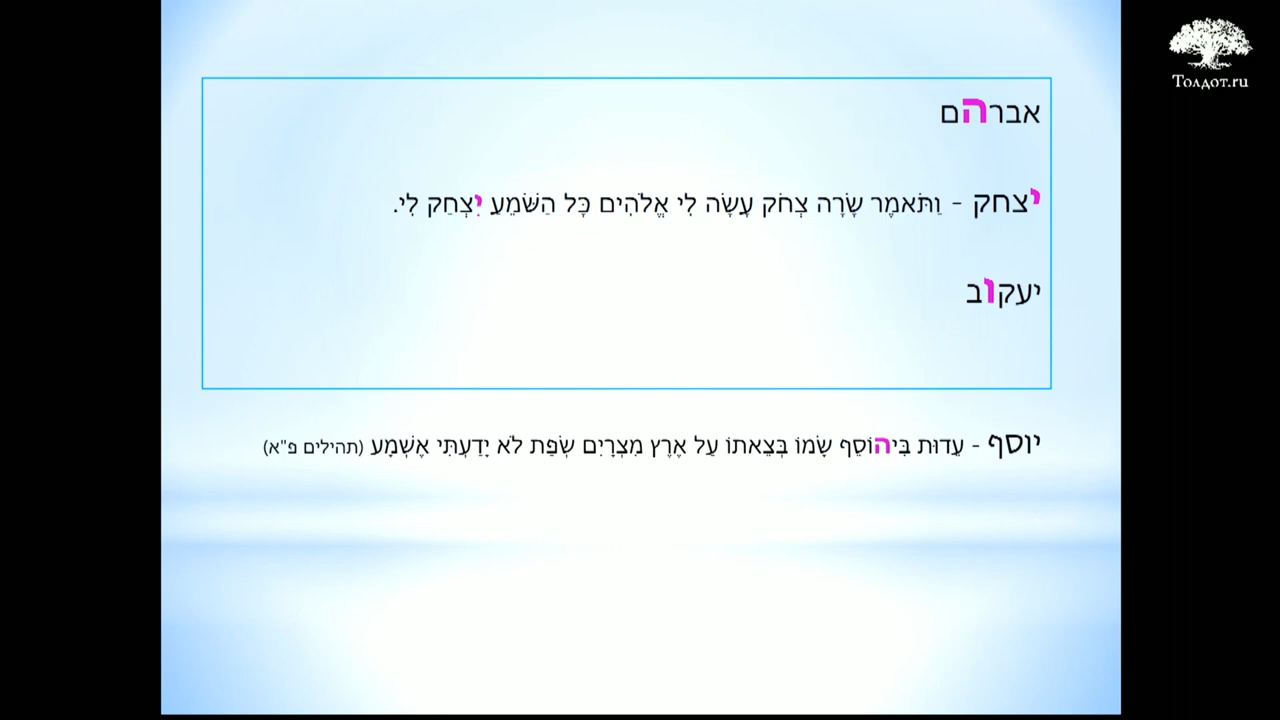 Толдот.ru
אברהם
יצחק - וַתֹּאמֶר שָׂרָה צְחֹק עָשָׂה לִי אֱלֹהִים כָּל הַשֹּׁמֵעַ יִצְחַק לִי.
יעקוב
יוסף - עֵדוּת בִּיהוֹסֵף שָׂמוֹ בְּצֵאתוֹ עַל אֶרֶץ מִצְרָיִם שְׂפַת לֹא יָדַעְתִּי אֶשְׁמָע (תהילים פ"א)